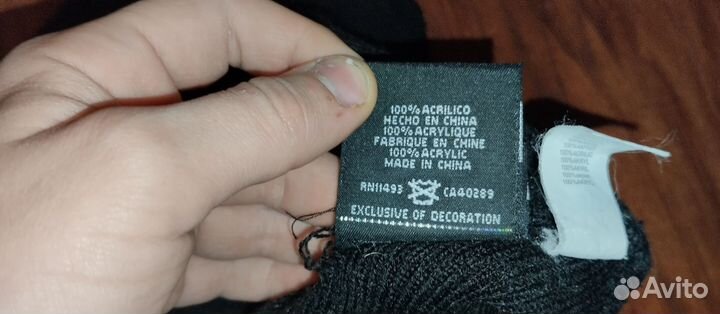 100% ACRILICO
HECHO EN CHINA
100% ACRYLIQUE
FABRIQUE EN CHINE
100% ACRYLIC
MADE IN CHINA
RN11493 CA40289
EXCLUSIVE OF DECORATION
Avito